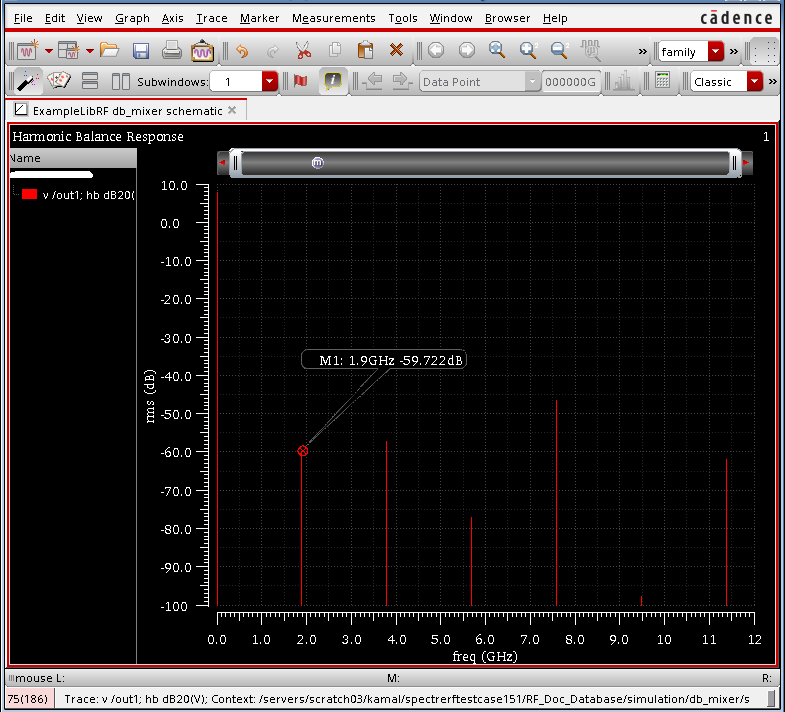 File Edit View Graph Axis Trace Marker Measurements Tools Window Browser Help cādence
» family »
Subwindows: 1 Data Point 000000G Classic »
ExampleLibRF db_mixer schematic
Harmonic Balance Response 1
Name
m
v /out1; hb dB20(
10.0
0.0
-10.0
-20.0
-30.0
M1: 1.9GHz -59.722dB
-40.0
rms (dB)
-50.0
-60.0
-70.0
-80.0
-90.0
-100
0.0 1.0 2.0 3.0 4.0 5.0 6.0 7.0 8.0 9.0 10 11 12
freq (GHz)
mouse L: M: R:
75(186) Trace: v /out1; hb dB20(V); Context: /servers/scratch03/kamal/spectrerftestcase151/RF_Doc_Database/simulation/db_mixer/s